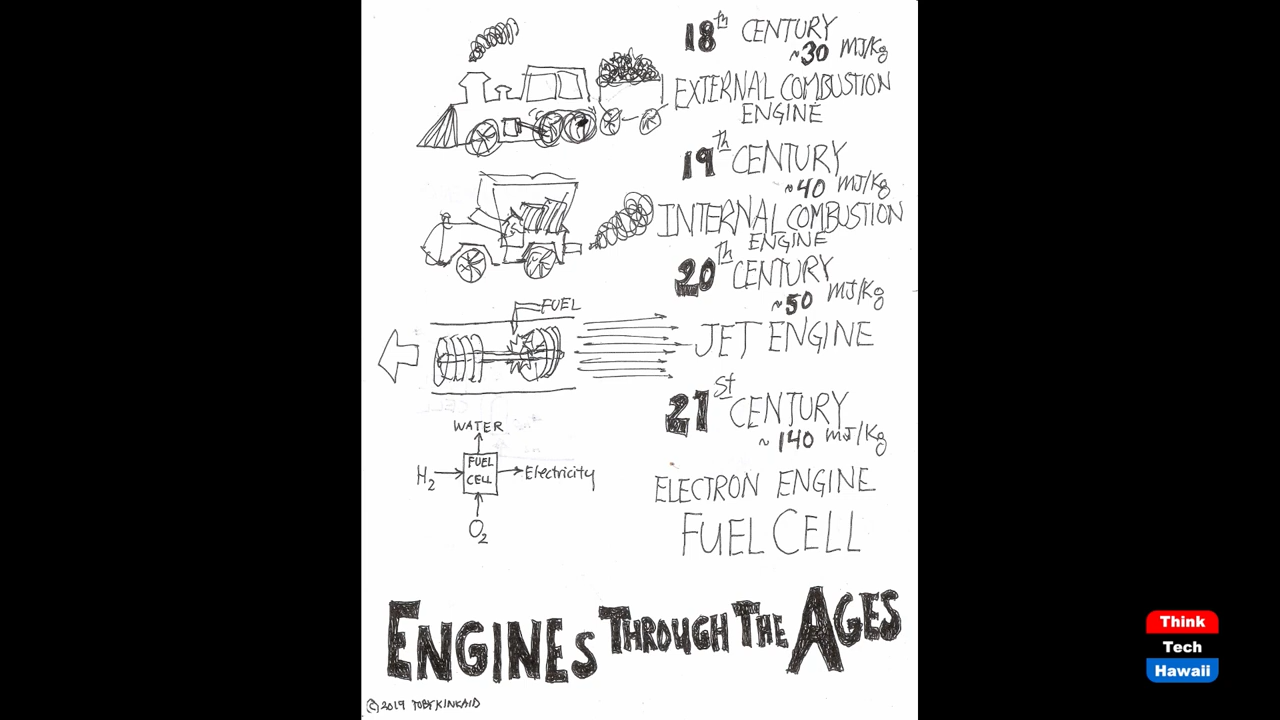 18th CENTURY
~30 MJ/Kg
EXTERNAL COMBUSTION
ENGINE
19th CENTURY
~40 MJ/Kg
INTERNAL COMBUSTION
ENGINE
20th CENTURY
~50 MJ/Kg
FUEL
JET ENGINE
21st CENTURY
~140 MJ/Kg
WATER
FUEL
CELL
H2
Electricity
O2
ELECTRON ENGINE
FUEL CELL
ENGINES THROUGH THE AGES
©2019 TOBY KINKAID
Think
Tech
Hawaii